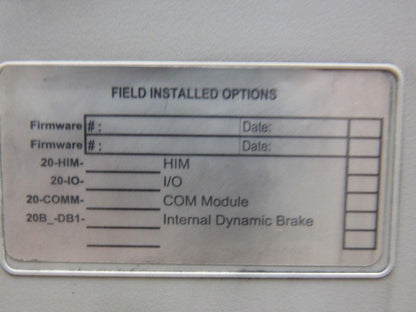 FIELD INSTALLED OPTIONS
Firmware #: Date:
Firmware #: Date:
20-HIM- HIM
20-IO- I/O
20-COMM- COM Module
20B_-DB1- Internal Dynamic Brake